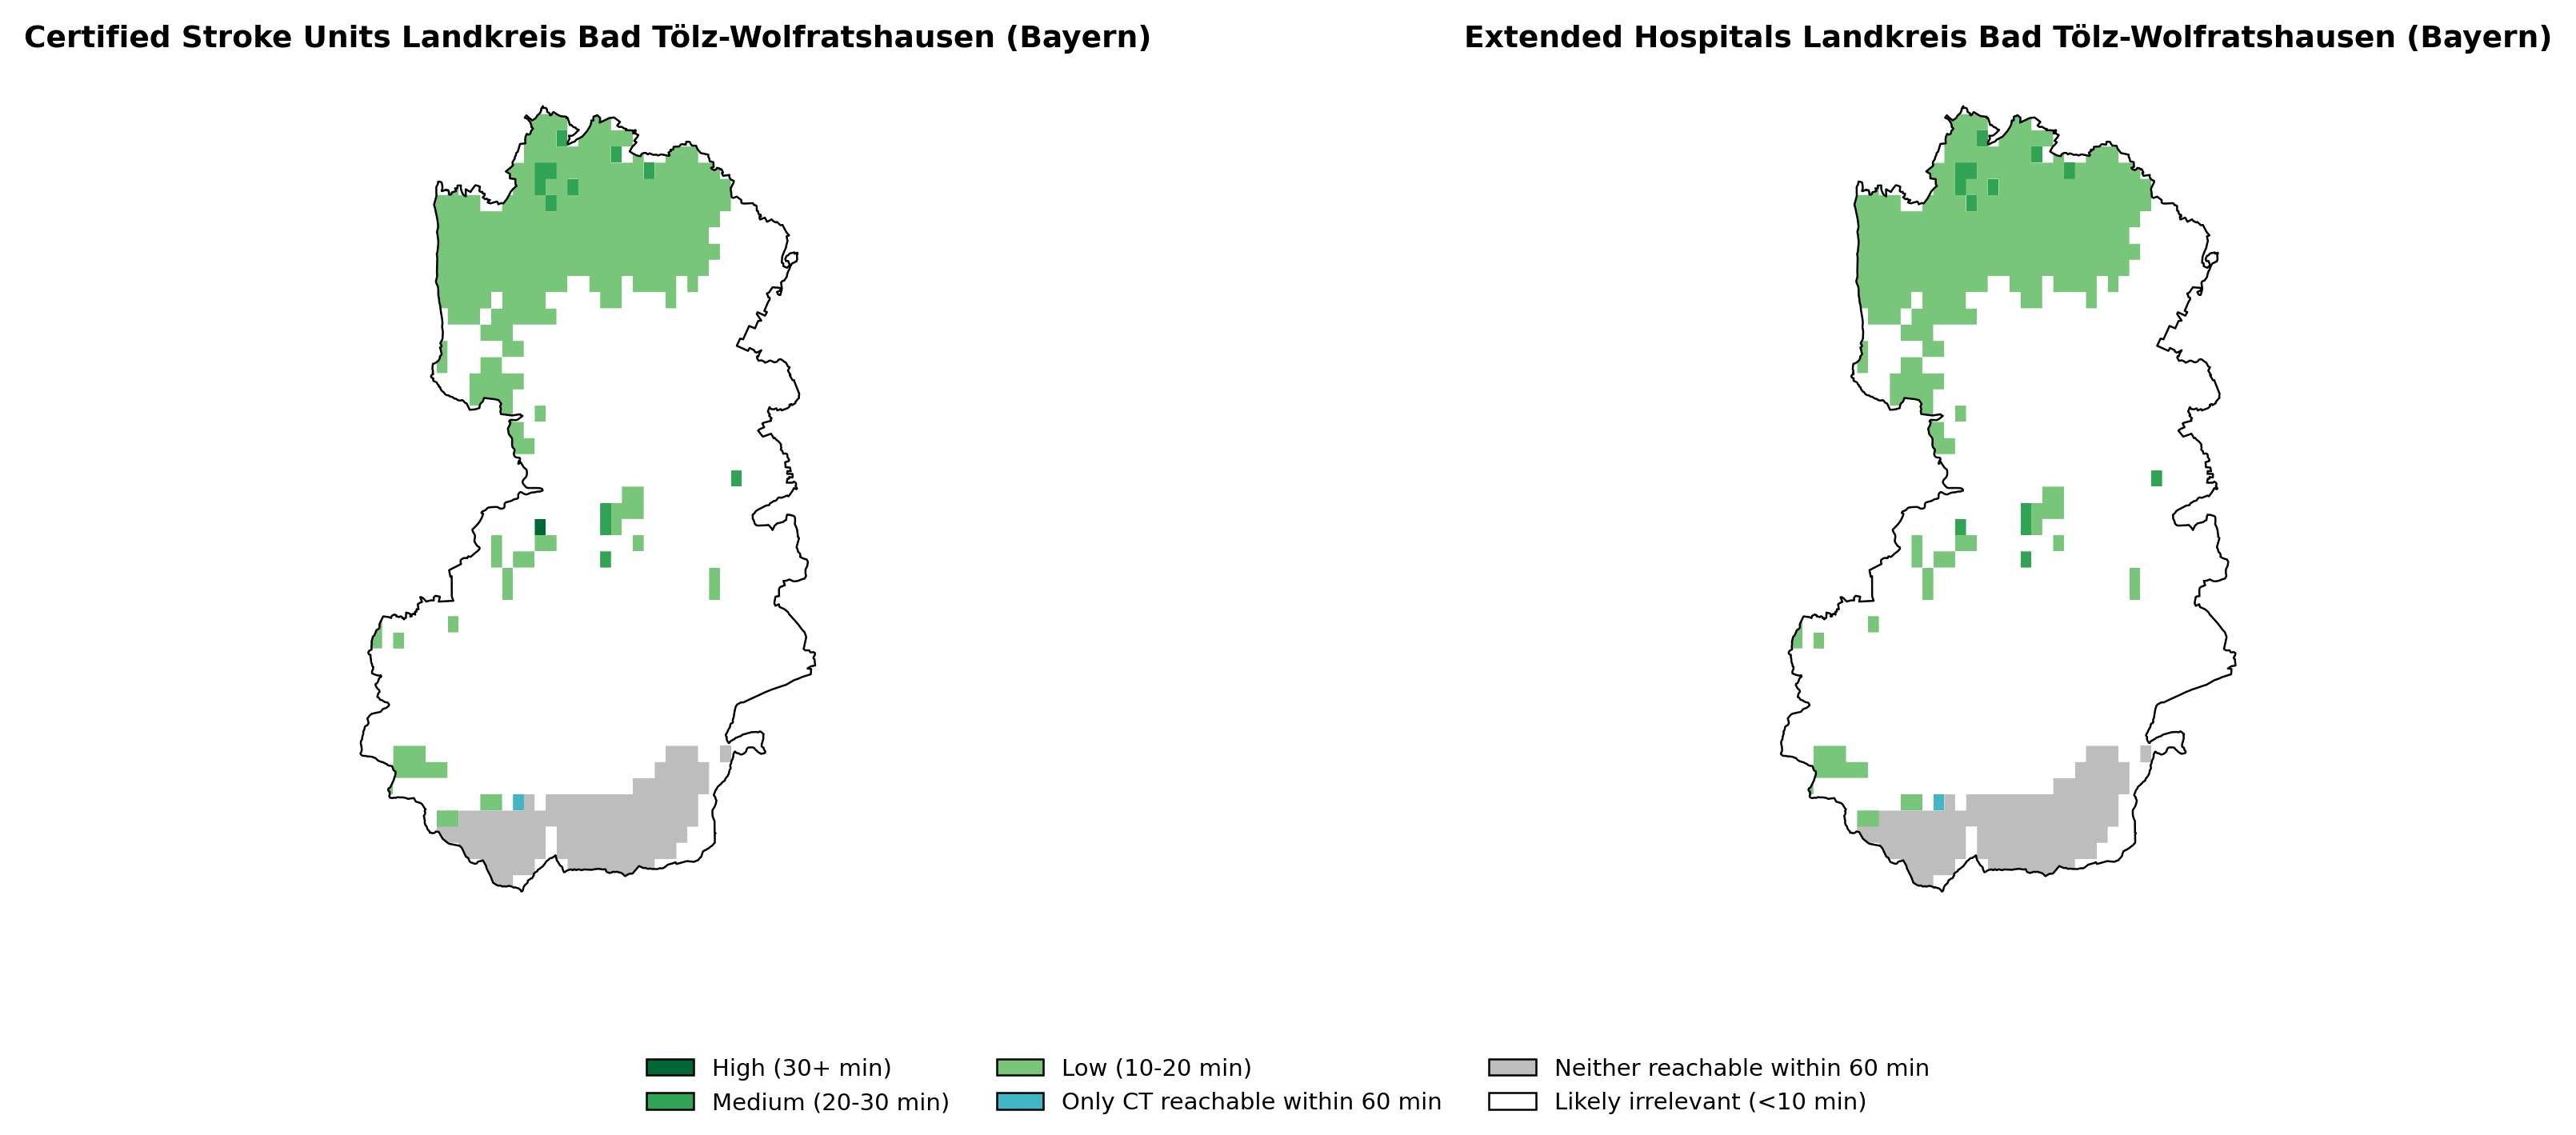 Certified Stroke Units Landkreis Bad Tölz-Wolfratshausen (Bayern)
Extended Hospitals Landkreis Bad Tölz-Wolfratshausen (Bayern)
High (30+ min)
Medium (20-30 min)
Low (10-20 min)
Only CT reachable within 60 min
Neither reachable within 60 min
Likely irrelevant (<10 min)